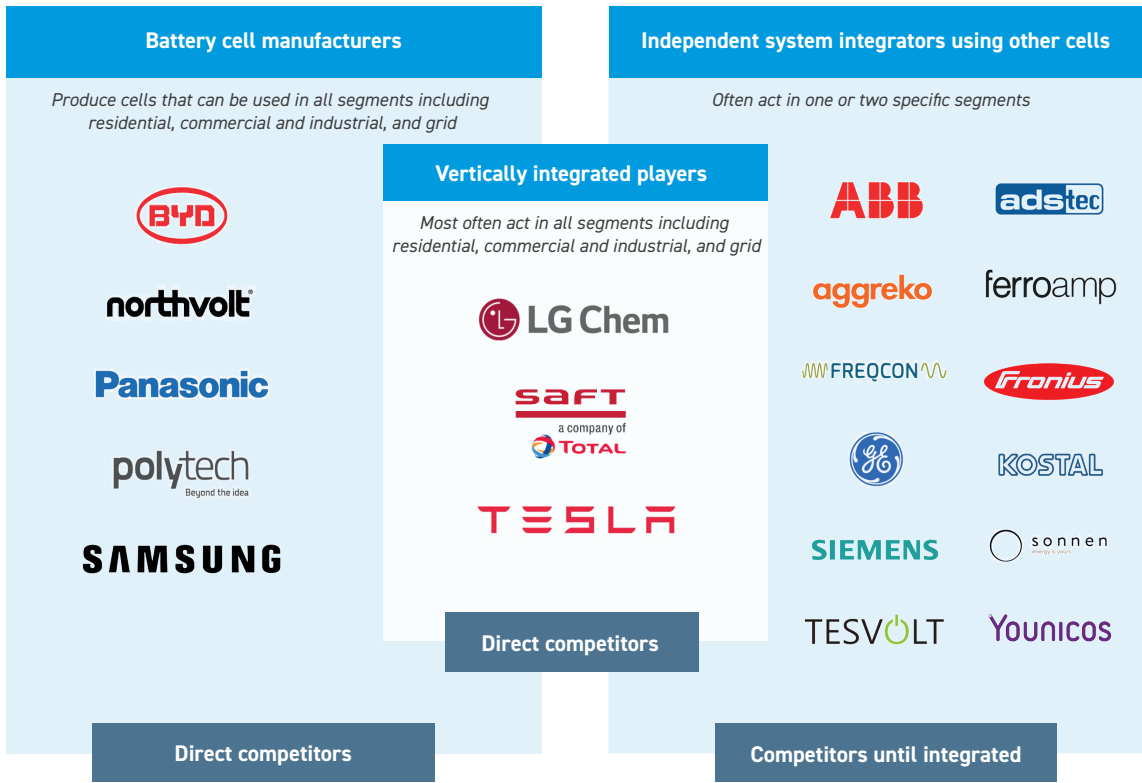 Battery cell manufacturers
Produce cells that can be used in all segments including
residential, commercial and industrial, and grid
BYD
northvolt®
Panasonic
polytech
Beyond the idea
SAMSUNG
Direct competitors
Vertically integrated players
Most often act in all segments including
residential, commercial and industrial, and grid
LG Chem
saft
a company of
TOTAL
TESLA
Direct competitors
Independent system integrators using other cells
Often act in one or two specific segments
ABB
adstec
aggreko
ferroamp
FREQCON
Fronius
GE
KOSTAL
SIEMENS
sonnen
energy is yours
TESVOLT
YOUNICOS
Competitors until integrated